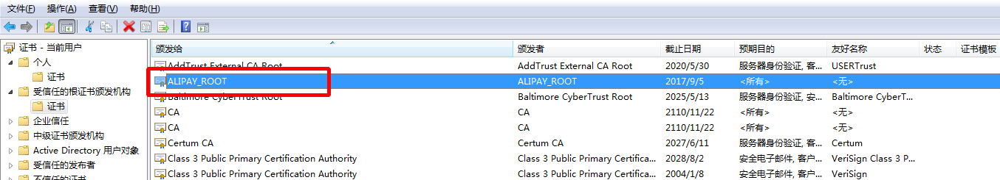 文件(F) 操作(A) 查看(V) 帮助(H)
证书 - 当前用户
个人
证书
受信任的根证书颁发机构
证书
企业信任
中级证书颁发机构
Active Directory 用户对象
受信任的发布者
不信任的证书
颁发给 颁发者 截止日期 预期目的 友好名称 状态 证书模板
AddTrust External CA Root AddTrust External CA Root 2020/5/30 服务器身份验证, 客... USERTrust
ALIPAY_ROOT ALIPAY_ROOT 2017/9/5 <所有> <无>
Baltimore CyberTrust Root Baltimore CyberTrust Root 2025/5/13 服务器身份验证, 安... Baltimore CyberT...
CA CA 2110/11/22 <所有> <无>
CA CA 2110/11/22 <所有> <无>
Certum CA Certum CA 2027/6/11 服务器身份验证, 客... Certum
Class 3 Public Primary Certification Authority Class 3 Public Primary Certifica... 2028/8/2 安全电子邮件, 客户... VeriSign Class 3 P...
Class 3 Public Primary Certification Authority Class 3 Public Primary Certifica... 2004/1/8 安全电子邮件, 客户... VeriSign